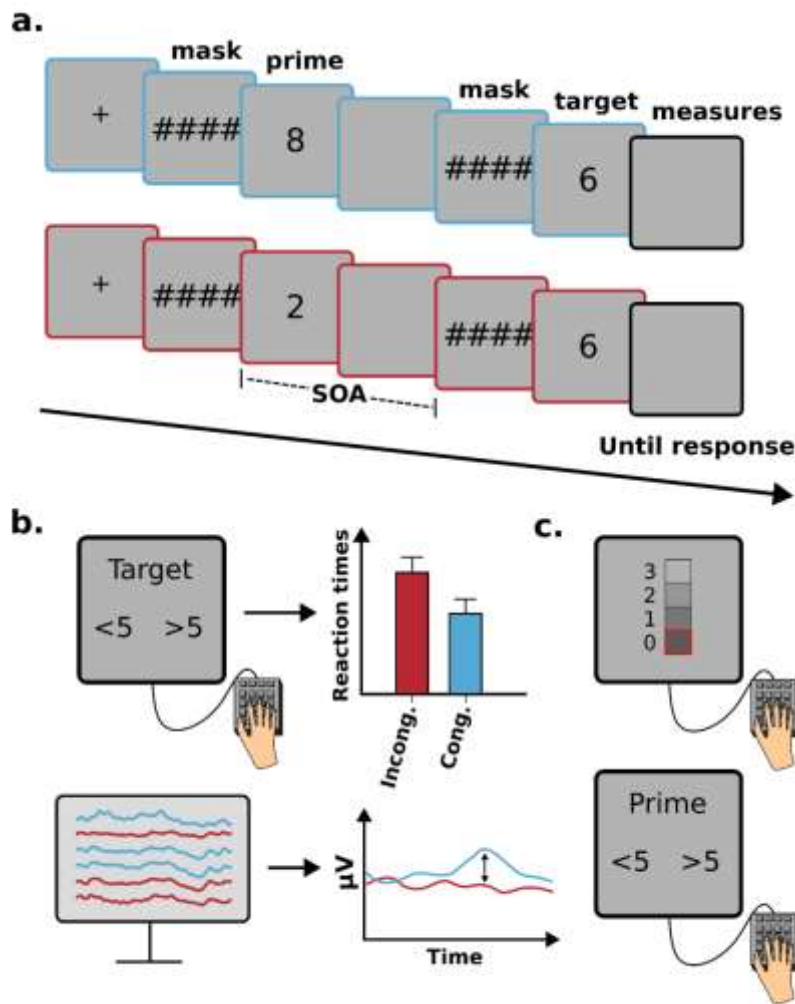 a.
mask prime mask target measures
+ #### 8 #### 6
+ #### 2 #### 6
SOA
Until response
b.
Target
<5 >5
Reaction times
Incong. Cong.
μV
Time
c.
3
2
1
0
Prime
<5 >5